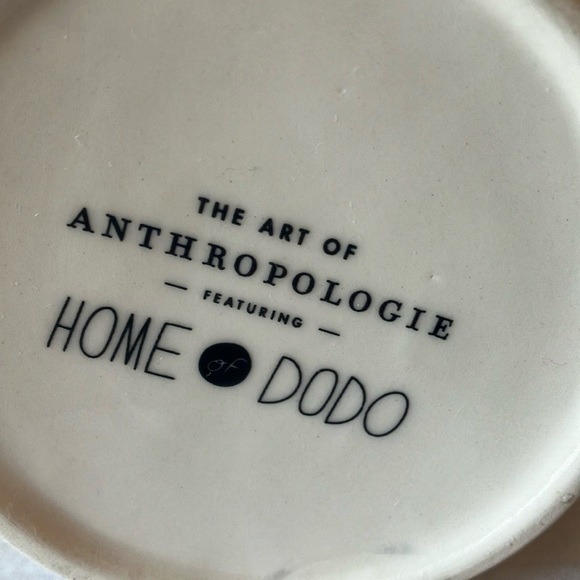 THE ART OF
ANTHROPOLOGIE
— FEATURING —
HOME of DODO